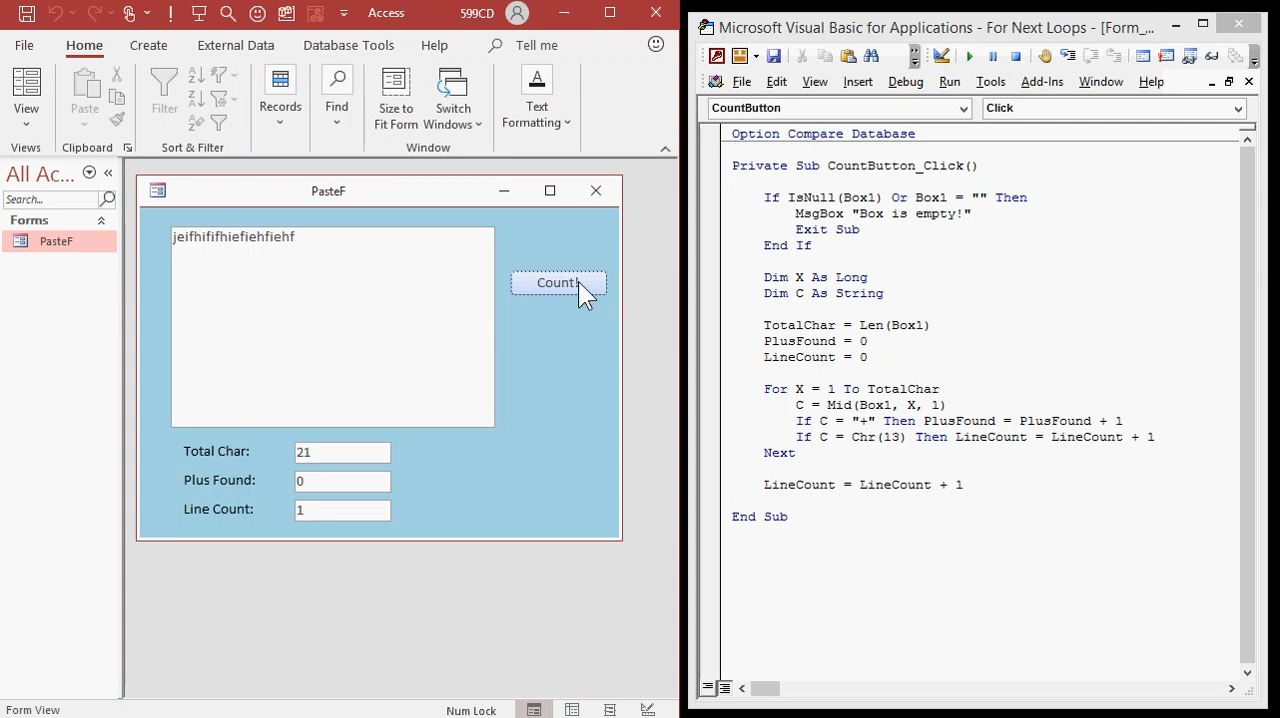 Access
599CD
File Home Create External Data Database Tools Help Tell me
View
Paste
Filter
Records
Find
Size to Fit Form
Switch Windows
Text Formatting
Views Clipboard Sort & Filter Window
All Ac...
Search...
Forms
PasteF
PasteF
jeifhififhiefiehfiehf
Count!
Total Char: 21
Plus Found: 0
Line Count: 1
Form View
Num Lock
Microsoft Visual Basic for Applications - For Next Loops - [Form_...
File Edit View Insert Debug Run Tools Add-Ins Window Help
CountButton Click
Option Compare Database
Private Sub CountButton_Click()
If IsNull(Box1) Or Box1 = "" Then
MsgBox "Box is empty!"
Exit Sub
End If
Dim X As Long
Dim C As String
TotalChar = Len(Box1)
PlusFound = 0
LineCount = 0
For X = 1 To TotalChar
C = Mid(Box1, X, 1)
If C = "+" Then PlusFound = PlusFound + 1
If C = Chr(13) Then LineCount = LineCount + 1
Next
LineCount = LineCount + 1
End Sub